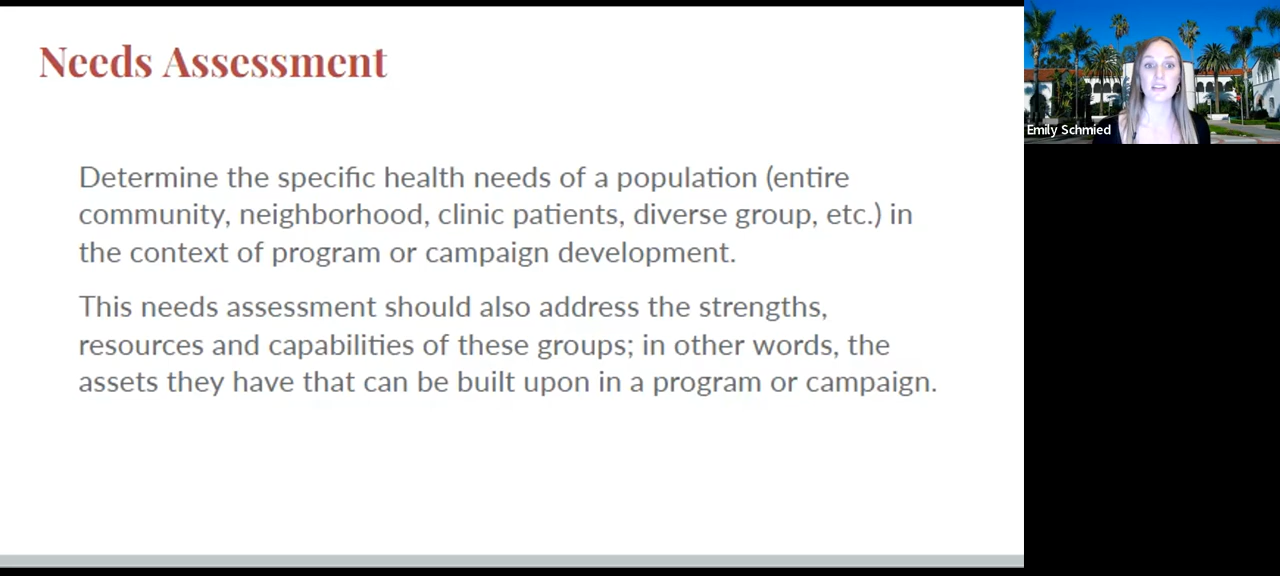 Needs Assessment
Determine the specific health needs of a population (entire
community, neighborhood, clinic patients, diverse group, etc.) in
the context of program or campaign development.
This needs assessment should also address the strengths,
resources and capabilities of these groups; in other words, the
assets they have that can be built upon in a program or campaign.
Emily Schmied